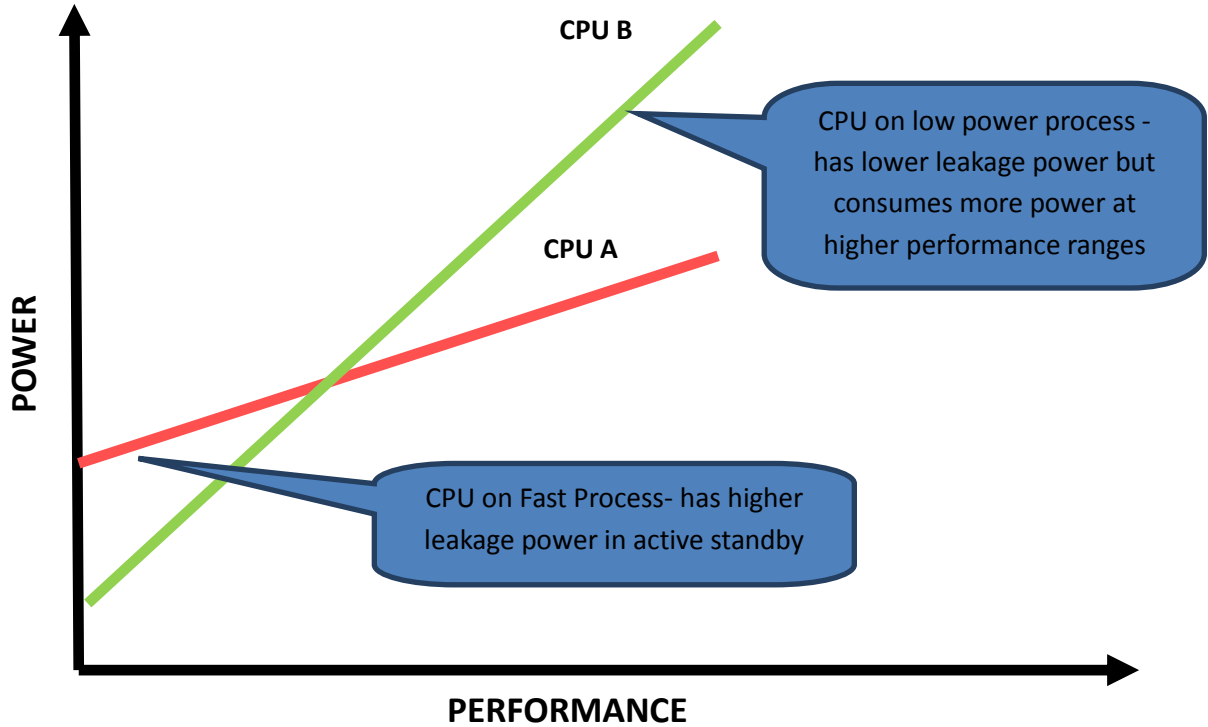 CPU B
CPU on low power process -
has lower leakage power but
consumes more power at
higher performance ranges
CPU A
POWER
CPU on Fast Process- has higher
leakage power in active standby
PERFORMANCE